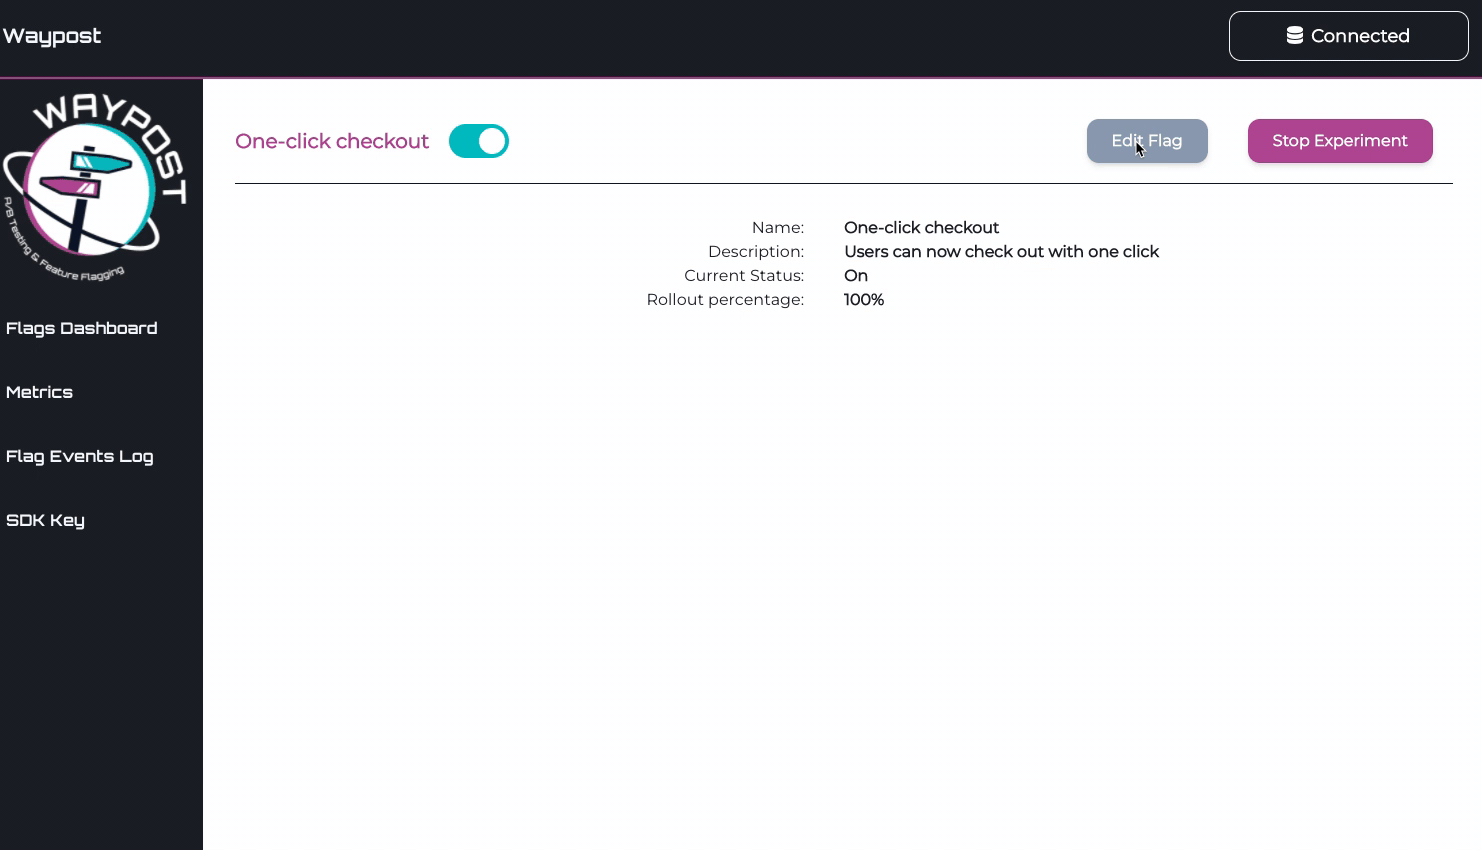 Waypost
Connected
WAYPOST
A/B Testing & Feature Flagging
One-click checkout
Edit Flag
Stop Experiment
Name: One-click checkout
Description: Users can now check out with one click
Current Status: On
Rollout percentage: 100%
Flags Dashboard
Metrics
Flag Events Log
SDK Key